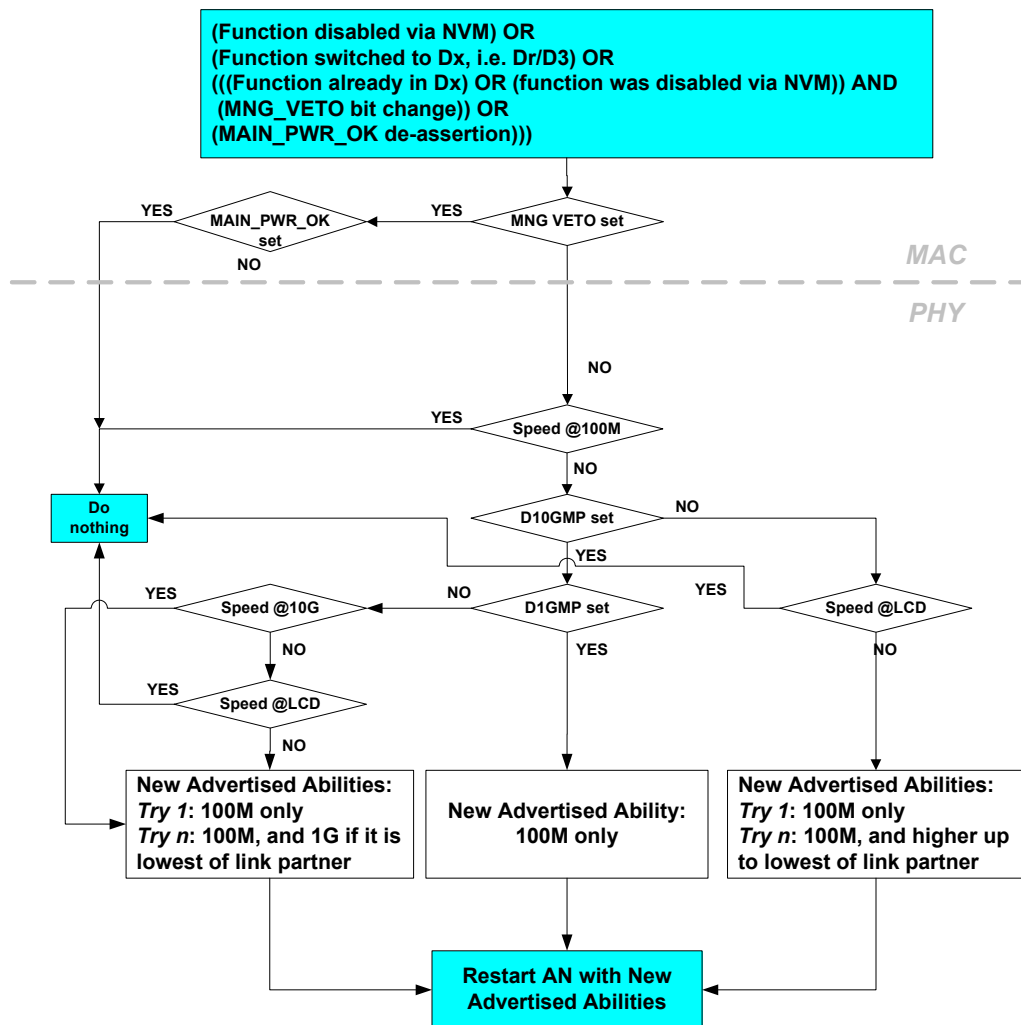 (Function disabled via NVM) OR
(Function switched to Dx, i.e. Dr/D3) OR
(((Function already in Dx) OR (function was disabled via NVM)) AND
(MNG_VETO bit change)) OR
(MAIN_PWR_OK de-assertion)))
YES
MAIN_PWR_OK
set
YES
MNG VETO set
NO
MAC
PHY
NO
YES
Speed @100M
NO
Do
nothing
D10GMP set
NO
YES
YES
Speed @10G
NO
D1GMP set
YES
Speed @LCD
NO
YES
NO
YES
Speed @LCD
NO
New Advertised Abilities:
Try 1: 100M only
Try n: 100M, and 1G if it is
lowest of link partner
New Advertised Ability:
100M only
New Advertised Abilities:
Try 1: 100M only
Try n: 100M, and higher up
to lowest of link partner
Restart AN with New
Advertised Abilities